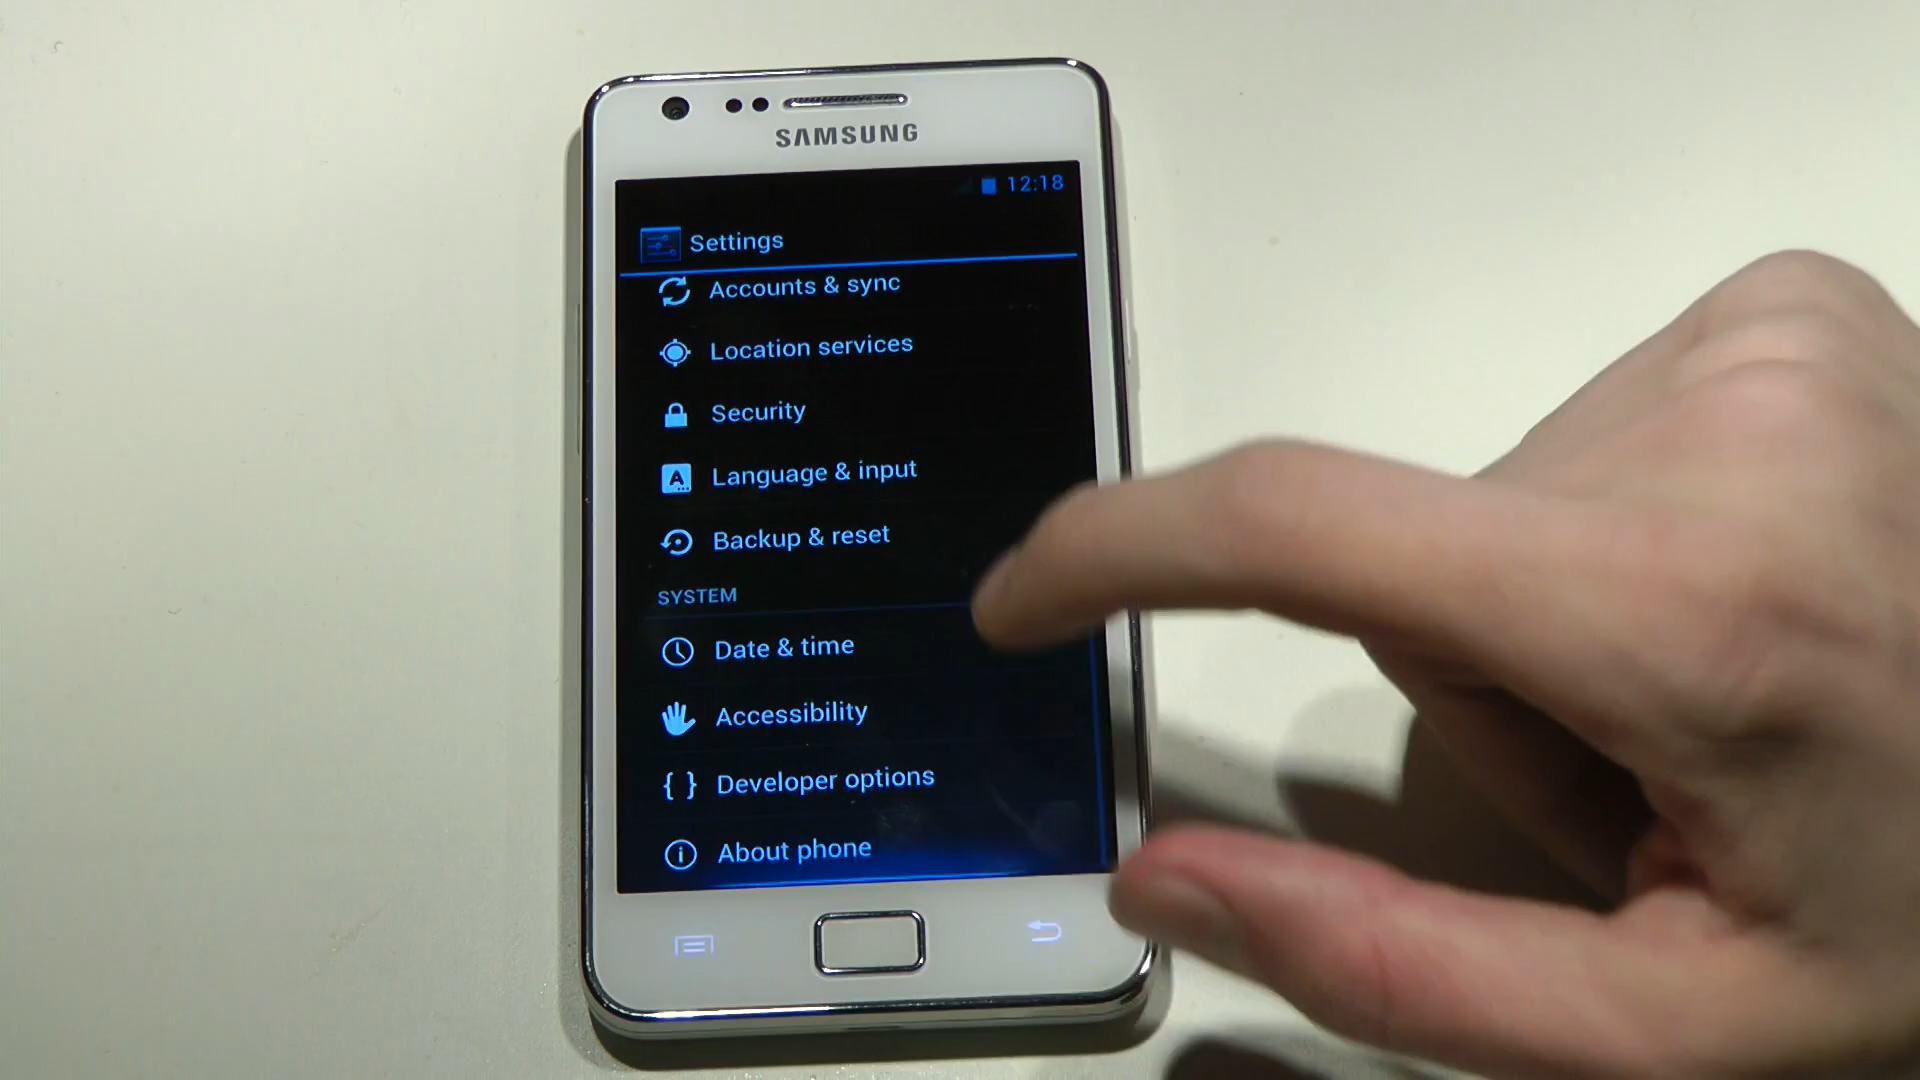 SAMSUNG
12:18
Settings
Accounts & sync
Location services
Security
A Language & input
Backup & reset
SYSTEM
Date & time
Accessibility
{ } Developer options
i About phone